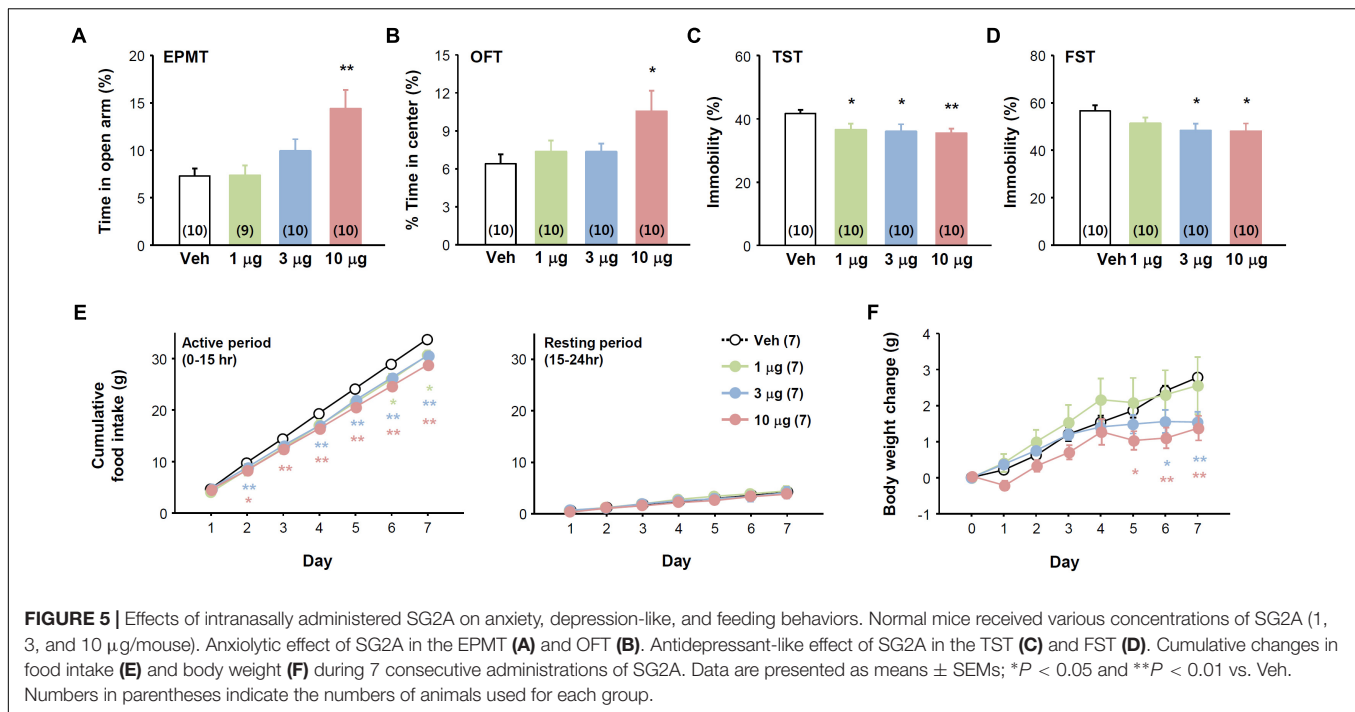 A
EPMT
Time in open arm (%)
20
15
10
5
0
**
(10) (9) (10) (10)
Veh 1 μg 3 μg 10 μg
B
OFT
% Time in center (%)
15
12
9
6
3
0
*
(10) (10) (10) (10)
Veh 1 μg 3 μg 10 μg
C
TST
Immobility (%)
60
40
20
0
* * **
(10) (10) (10) (10)
Veh 1 μg 3 μg 10 μg
D
FST
Immobility (%)
80
60
40
20
0
* *
(10) (10) (10) (10)
Veh 1 μg 3 μg 10 μg
E
Active period
(0-15 hr)
Cumulative
food intake (g)
30
20
10
0
*
* ** **
** ** ** **
** ** **
**
*
1 2 3 4 5 6 7
Day
Resting period
(15-24hr)
30
20
10
0
Veh (7)
1 μg (7)
3 μg (7)
10 μg (7)
1 2 3 4 5 6 7
Day
F
Body weight change (g)
4
3
2
1
0
-1
* **
* ** **
0 1 2 3 4 5 6 7
Day
FIGURE 5 | Effects of intranasally administered SG2A on anxiety, depression-like, and feeding behaviors. Normal mice received various concentrations of SG2A (1,
3, and 10 μg/mouse). Anxiolytic effect of SG2A in the EPMT (A) and OFT (B). Antidepressant-like effect of SG2A in the TST (C) and FST (D). Cumulative changes in
food intake (E) and body weight (F) during 7 consecutive administrations of SG2A. Data are presented as means ± SEMs; *P < 0.05 and **P < 0.01 vs. Veh.
Numbers in parentheses indicate the numbers of animals used for each group.